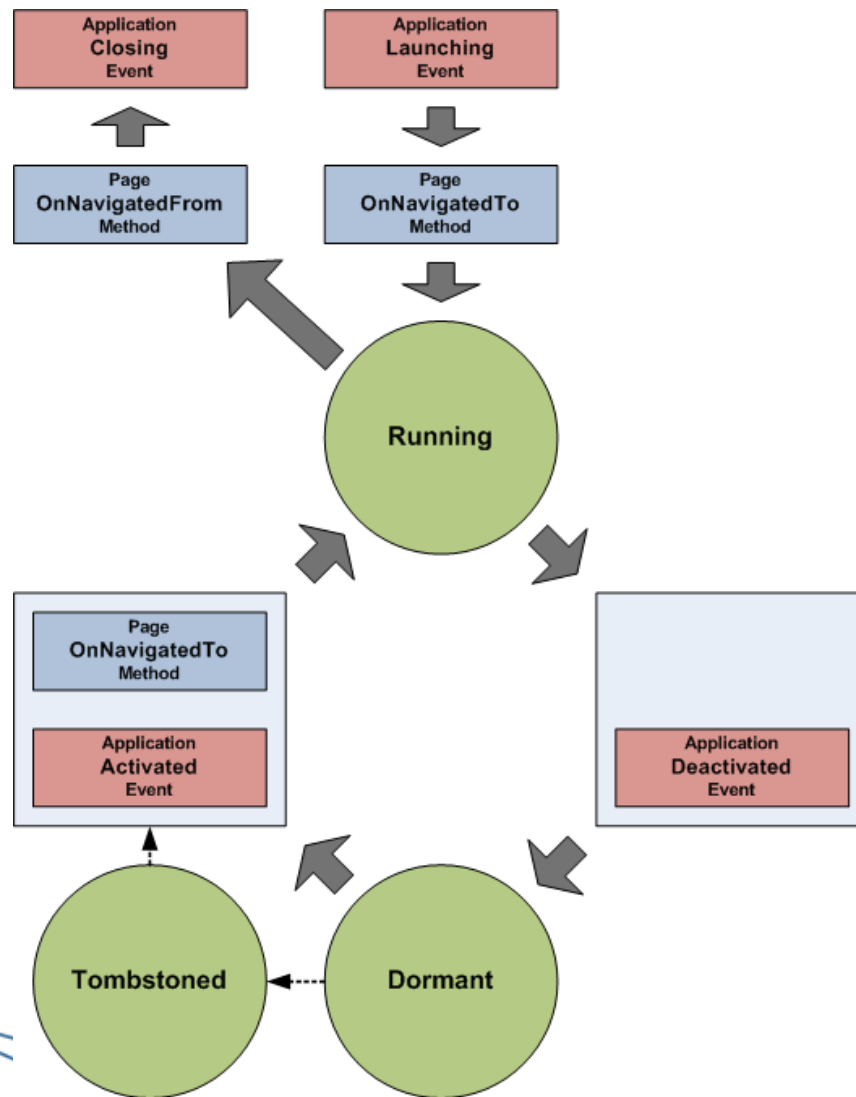 Application
Closing
Event
Application
Launching
Event
Page
OnNavigatedFrom
Method
Page
OnNavigatedTo
Method
Running
Page
OnNavigatedTo
Method
Application
Activated
Event
Application
Deactivated
Event
Tombstoned
Dormant